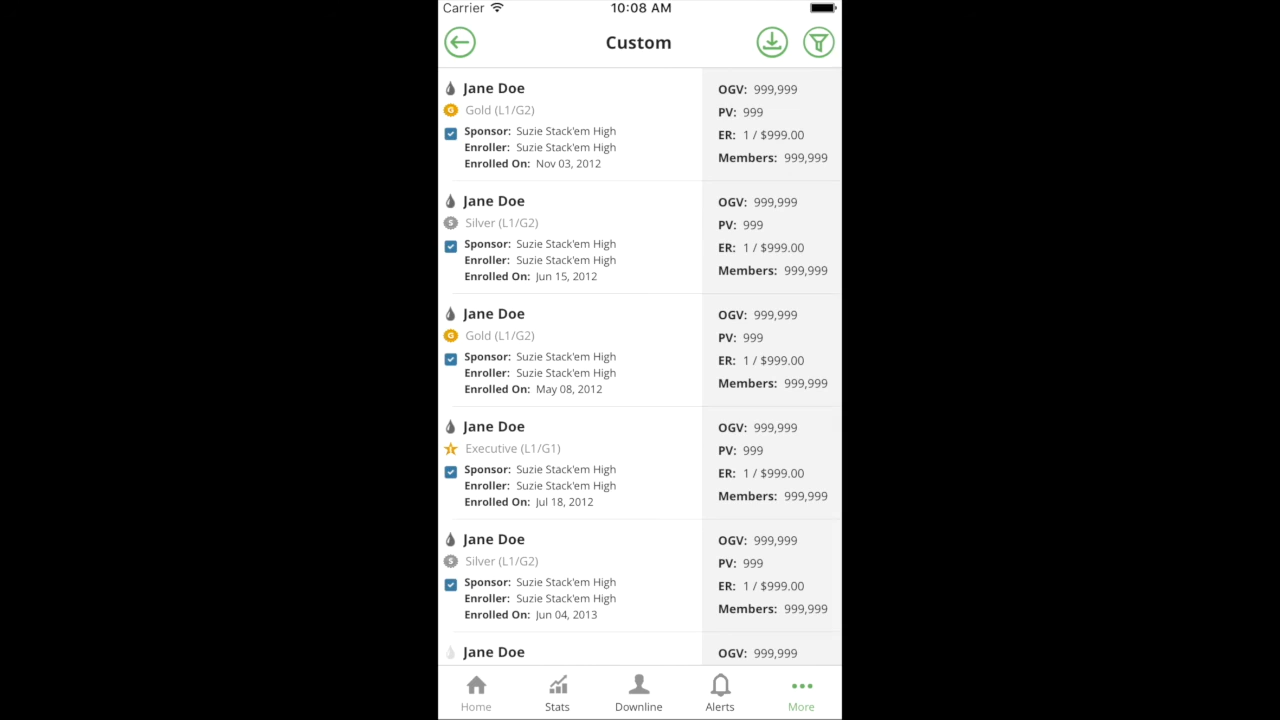 Carrier 10:08 AM
Custom
Jane Doe
G Gold (L1/G2)
Sponsor: Suzie Stack'em High
Enroller: Suzie Stack'em High
Enrolled On: Nov 03, 2012
OGV: 999,999
PV: 999
ER: 1 / $999.00
Members: 999,999
Jane Doe
S Silver (L1/G2)
Sponsor: Suzie Stack'em High
Enroller: Suzie Stack'em High
Enrolled On: Jun 15, 2012
OGV: 999,999
PV: 999
ER: 1 / $999.00
Members: 999,999
Jane Doe
G Gold (L1/G2)
Sponsor: Suzie Stack'em High
Enroller: Suzie Stack'em High
Enrolled On: May 08, 2012
OGV: 999,999
PV: 999
ER: 1 / $999.00
Members: 999,999
Jane Doe
1 Executive (L1/G1)
Sponsor: Suzie Stack'em High
Enroller: Suzie Stack'em High
Enrolled On: Jul 18, 2012
OGV: 999,999
PV: 999
ER: 1 / $999.00
Members: 999,999
Jane Doe
S Silver (L1/G2)
Sponsor: Suzie Stack'em High
Enroller: Suzie Stack'em High
Enrolled On: Jun 04, 2013
OGV: 999,999
PV: 999
ER: 1 / $999.00
Members: 999,999
Jane Doe
OGV: 999,999
Home Stats Downline Alerts More